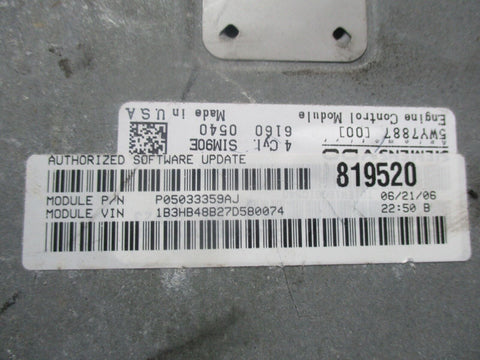 Made in U.S.A
4 Cyl. SIM90E
6160 0540
Engine Control Module
5WY7887 [00]
AUTHORIZED SOFTWARE UPDATE
819520
MODULE P/N P05033359AJ
06/21/06
MODULE VIN 1B3HB48B27D580074
22:50 B